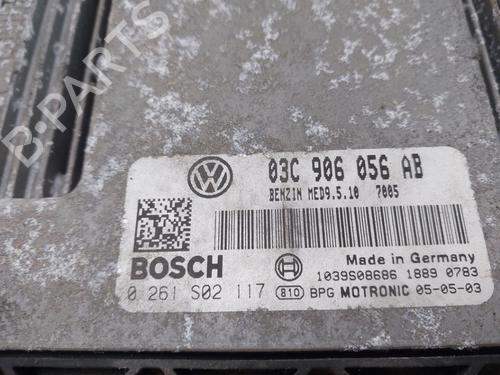 B-PARTS
03C 906 056 AB
BENZIN MED9.5.10 7005
Made in Germany
BOSCH
1039S08686 1889 0783
0 261 S02 117 810 BPG MOTRONIC 05-05-03